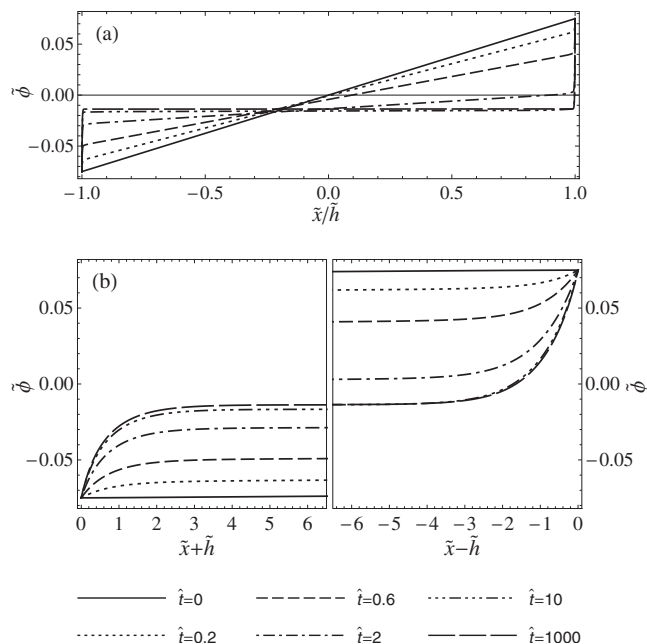 (a)
0.05
0.00
−0.05
ϕ̃
−1.0 −0.5 0.0 0.5 1.0
x̃/h̃
(b)
0.05
0.00
−0.05
ϕ̃
0 1 2 3 4 5 6
x̃+h̃
−6 −5 −4 −3 −2 −1 0
x̃−h̃
0.05
0.00
−0.05
ϕ̃
t̂=0 t̂=0.6 t̂=10
t̂=0.2 t̂=2 t̂=1000